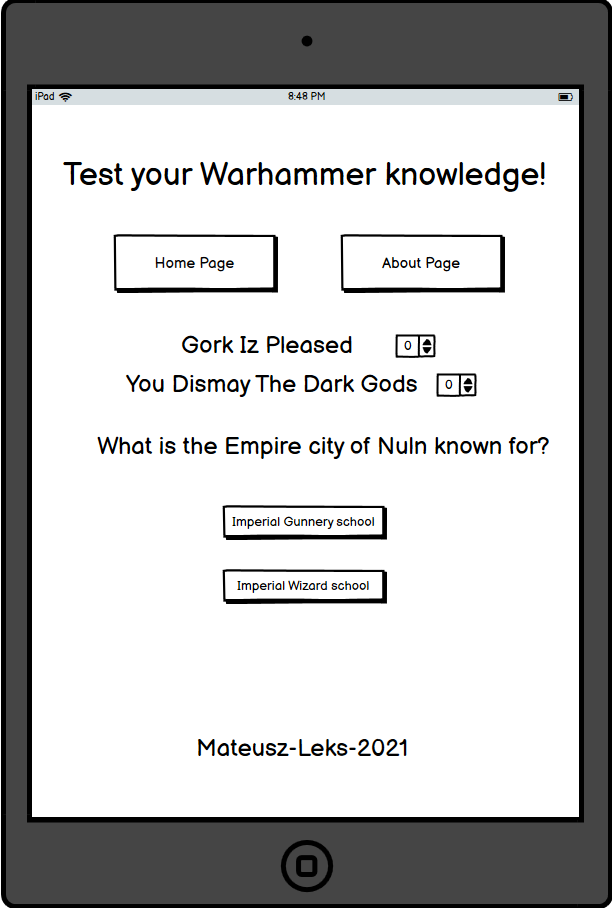 iPad 8:48 PM
Test your Warhammer knowledge!
Home Page About Page
Gork Iz Pleased 0
You Dismay The Dark Gods 0
What is the Empire city of Nuln known for?
Imperial Gunnery school
Imperial Wizard school
Mateusz-Leks-2021